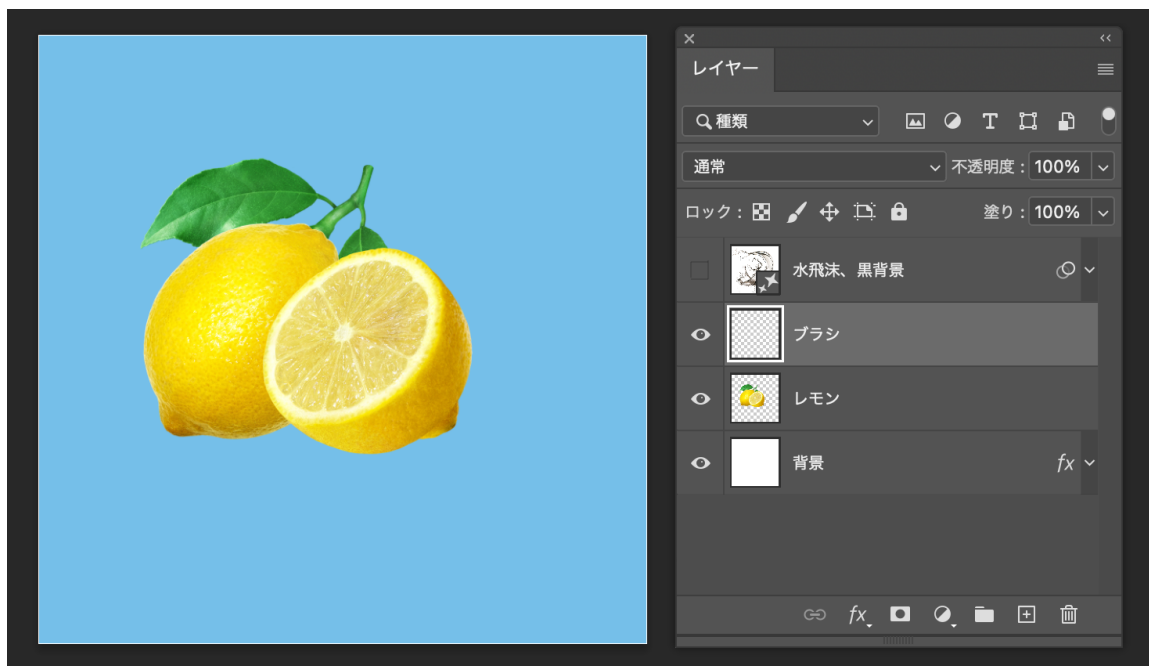 レイヤー
種類
通常
不透明度 : 100%
ロック :
塗り : 100%
水飛沫、黒背景
ブラシ
レモン
背景
fx
fx